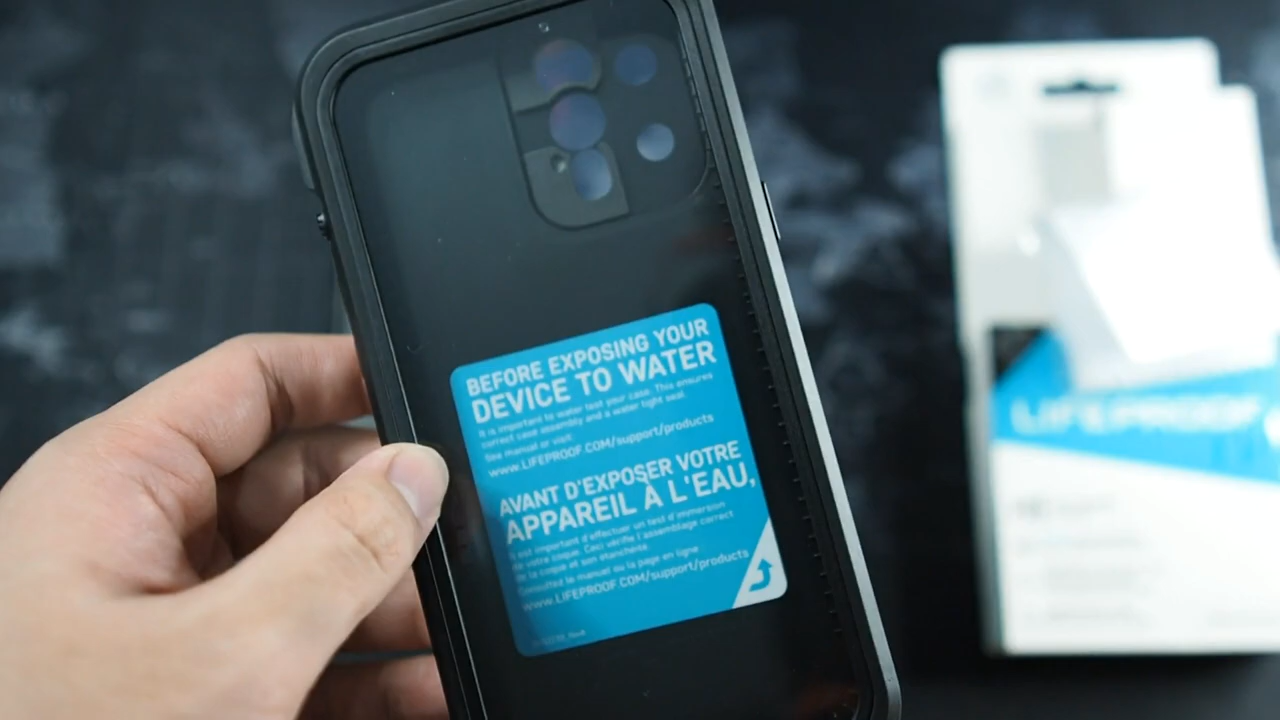 BEFORE EXPOSING YOUR
DEVICE TO WATER
It is important to water test your case. This ensures
correct case assembly and a water tight seal.
See manual or visit
www.LIFEPROOF.COM/support/products
AVANT D'EXPOSER VOTRE
APPAREIL À L'EAU,
Il est important d'effectuer un test d'immersion
de votre coque. Ceci vérifie l'assemblage correct
de la coque et son étanchéité.
Consultez le manuel ou la page en ligne
www.LIFEPROOF.COM/support/products
LIFEPROOF